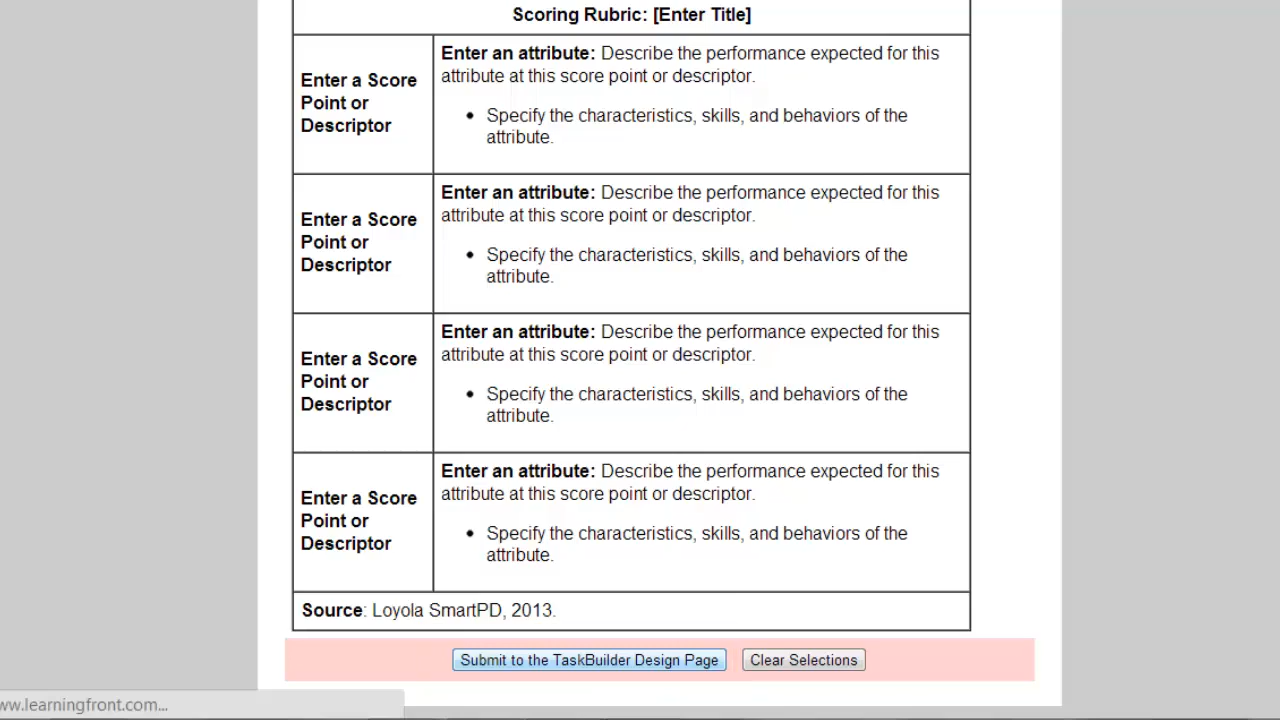 Scoring Rubric: [Enter Title]
Enter a Score
Point or
Descriptor
Enter an attribute: Describe the performance expected for this
attribute at this score point or descriptor.
• Specify the characteristics, skills, and behaviors of the
attribute.
Enter a Score
Point or
Descriptor
Enter an attribute: Describe the performance expected for this
attribute at this score point or descriptor.
• Specify the characteristics, skills, and behaviors of the
attribute.
Enter a Score
Point or
Descriptor
Enter an attribute: Describe the performance expected for this
attribute at this score point or descriptor.
• Specify the characteristics, skills, and behaviors of the
attribute.
Enter a Score
Point or
Descriptor
Enter an attribute: Describe the performance expected for this
attribute at this score point or descriptor.
• Specify the characteristics, skills, and behaviors of the
attribute.
Source: Loyola SmartPD, 2013.
Submit to the TaskBuilder Design Page
Clear Selections
ww.learningfront.com...